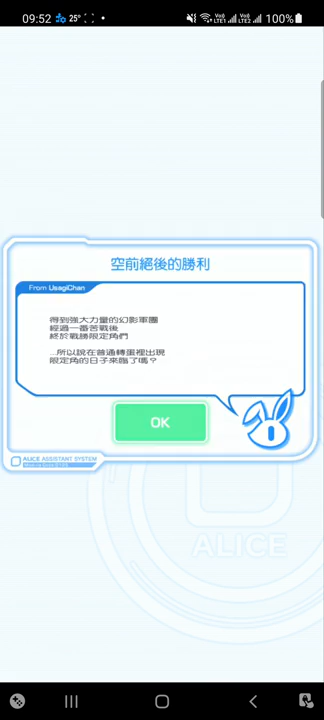 09:52 25° 100%
空前絕後的勝利
From UsagiChan
得到強大力量的幻影軍團
經過一番苦戰後
終於戰勝限定角們
...所以說在普通轉蛋裡出現
限定角的日子來臨了嗎？
OK
ALICE ASSISTANT SYSTEM
ALICE